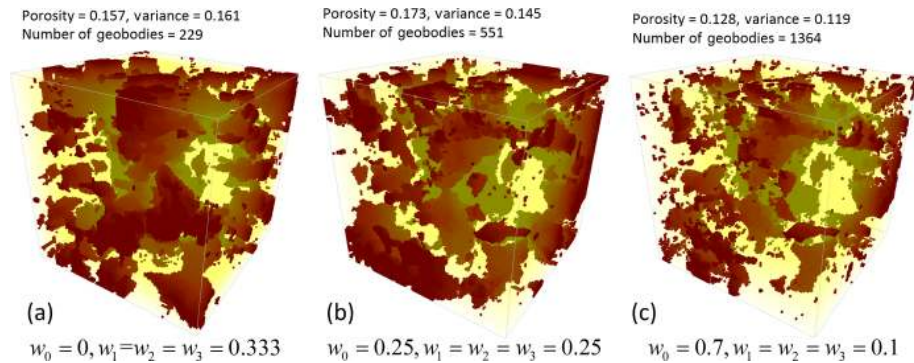 Porosity = 0.157, variance = 0.161
Number of geobodies = 229
Porosity = 0.173, variance = 0.145
Number of geobodies = 551
Porosity = 0.128, variance = 0.119
Number of geobodies = 1364
(a)
(b)
(c)
w₀ = 0, w₁=w₂ = w₃ = 0.333
w₀ = 0.25, w₁ = w₂ = w₃ = 0.25
w₀ = 0.7, w₁ = w₂ = w₃ = 0.1